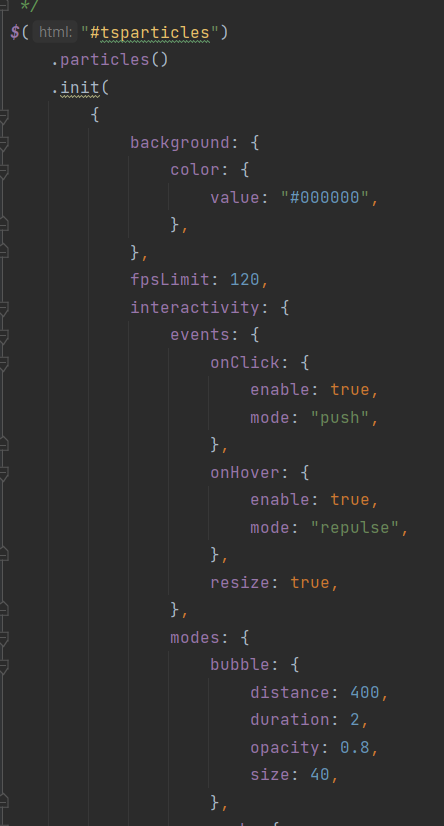 */
$( html: "#tsparticles")
.particles()
.init(
{
background: {
color: {
value: "#000000",
},
},
fpsLimit: 120,
interactivity: {
events: {
onClick: {
enable: true,
mode: "push",
},
onHover: {
enable: true,
mode: "repulse",
},
resize: true,
},
modes: {
bubble: {
distance: 400,
duration: 2,
opacity: 0.8,
size: 40,
},